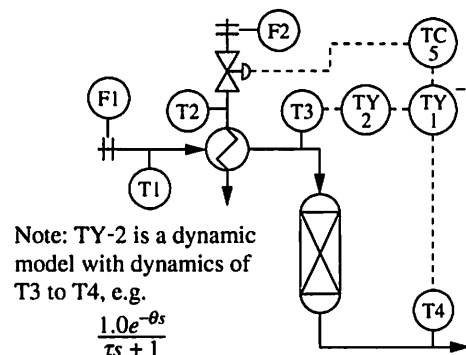 F2
TC
5
F1
T2
T3
TY
2
TY
1
–
T1
Note: TY-2 is a dynamic
model with dynamics of
T3 to T4, e.g.
1.0e^{-θs}
τs + 1
T4